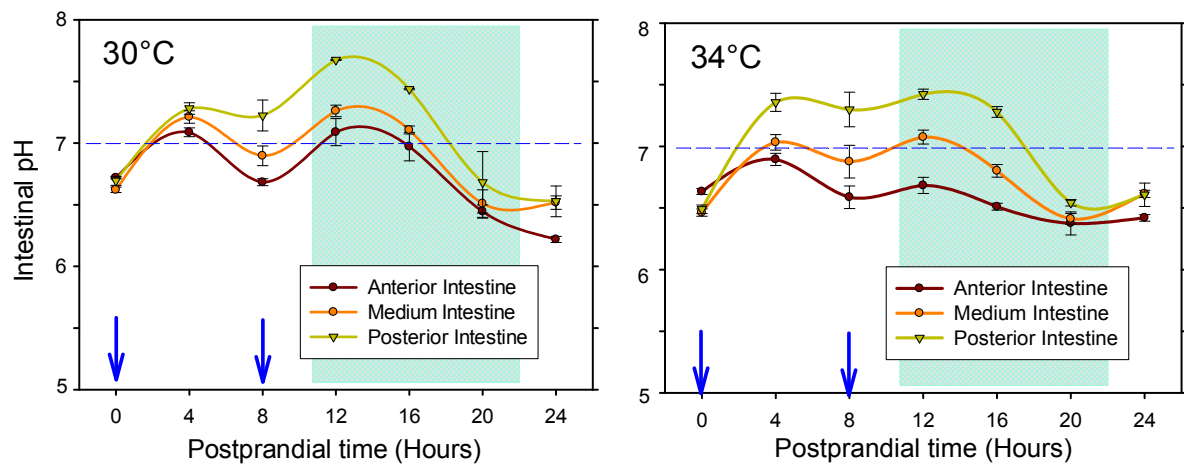 30°C
8
7
6
5
Intestinal pH
0 4 8 12 16 20 24
Postprandial time (Hours)
Anterior Intestine
Medium Intestine
Posterior Intestine
34°C
8
7
6
5
0 4 8 12 16 20 24
Postprandial time (Hours)
Anterior Intestine
Medium Intestine
Posterior Intestine